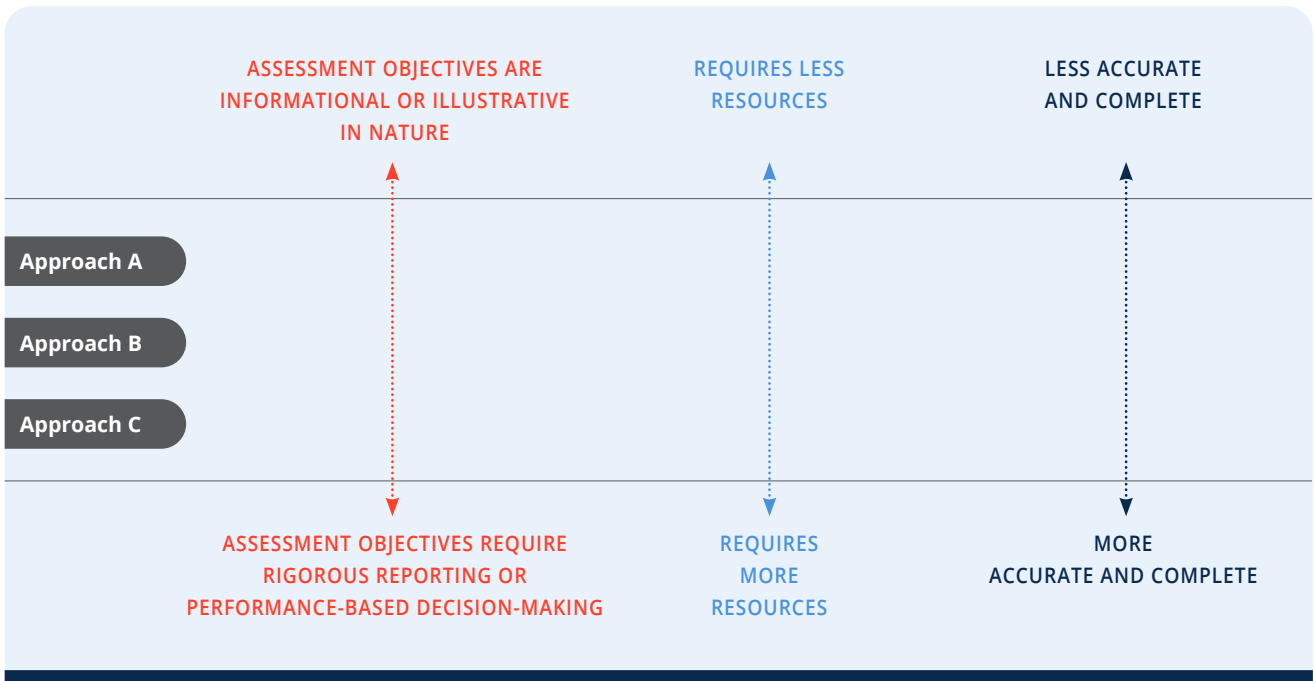 ASSESSMENT OBJECTIVES ARE
INFORMATIONAL OR ILLUSTRATIVE
IN NATURE
REQUIRES LESS
RESOURCES
LESS ACCURATE
AND COMPLETE
Approach A
Approach B
Approach C
ASSESSMENT OBJECTIVES REQUIRE
RIGOROUS REPORTING OR
PERFORMANCE-BASED DECISION-MAKING
REQUIRES
MORE
RESOURCES
MORE
ACCURATE AND COMPLETE